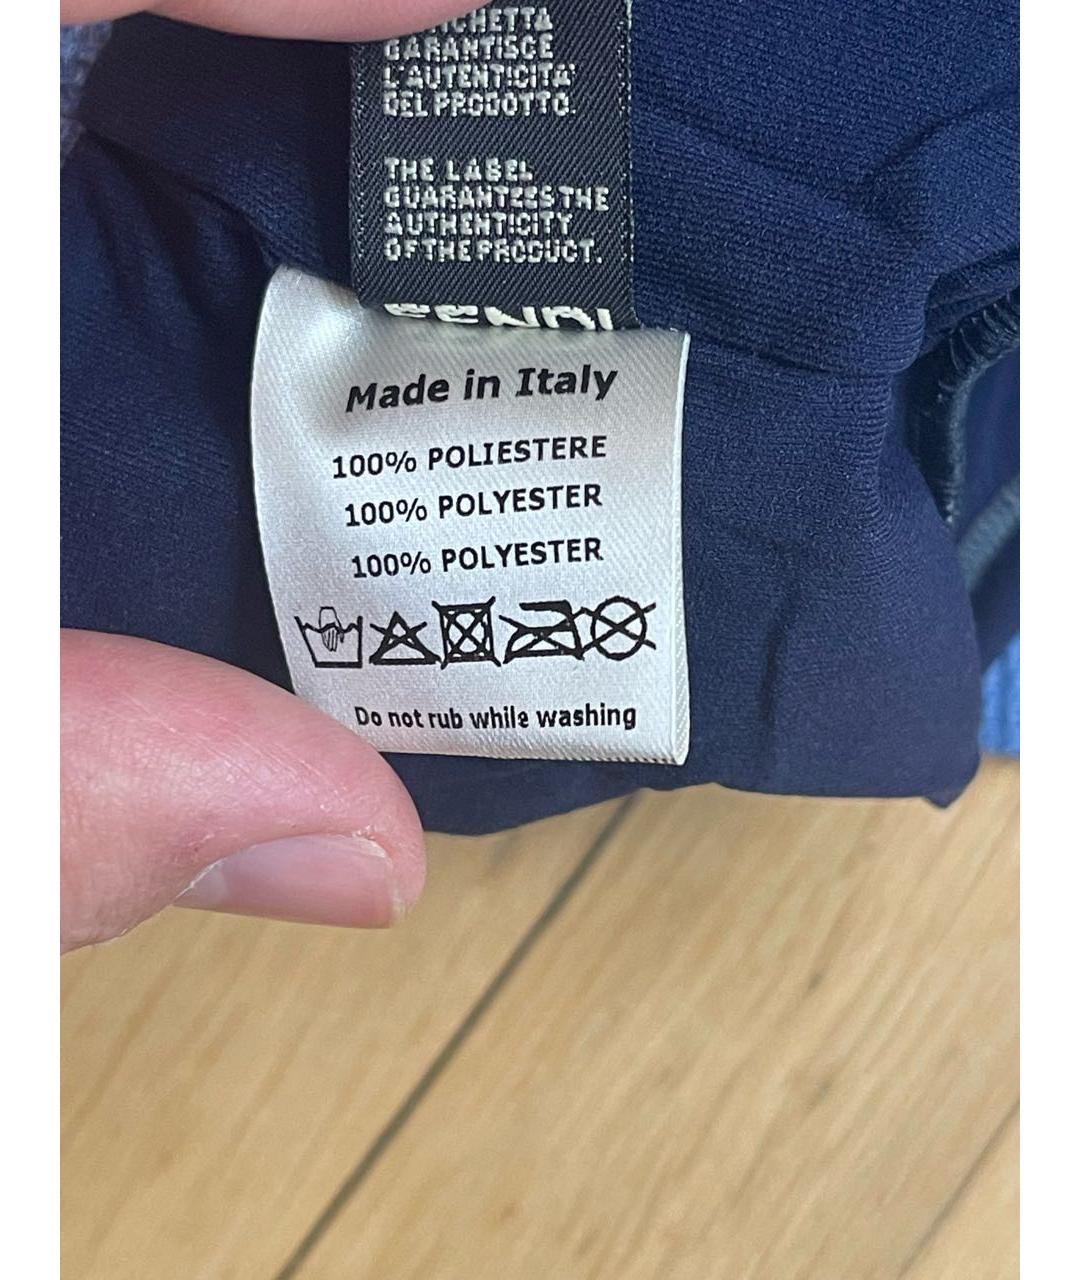 GARANTISCE
L'AUTENTICITA'
DEL PRODOTTO.
THE LABEL
GUARANTEES THE
AUTHENTICITY
OF THE PRODUCT.
FENDI
Made in Italy
100% POLIESTERE
100% POLYESTER
100% POLYESTER
Do not rub while washing